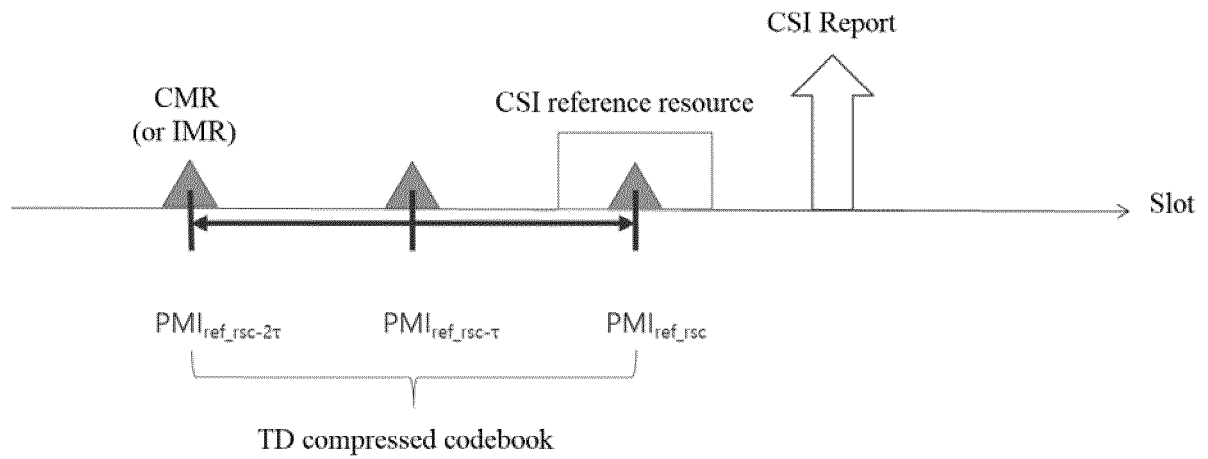 CSI Report
CMR
(or IMR)
CSI reference resource
Slot
PMIref_rsc-2τ
PMIref_rsc-τ
PMIref_rsc
TD compressed codebook